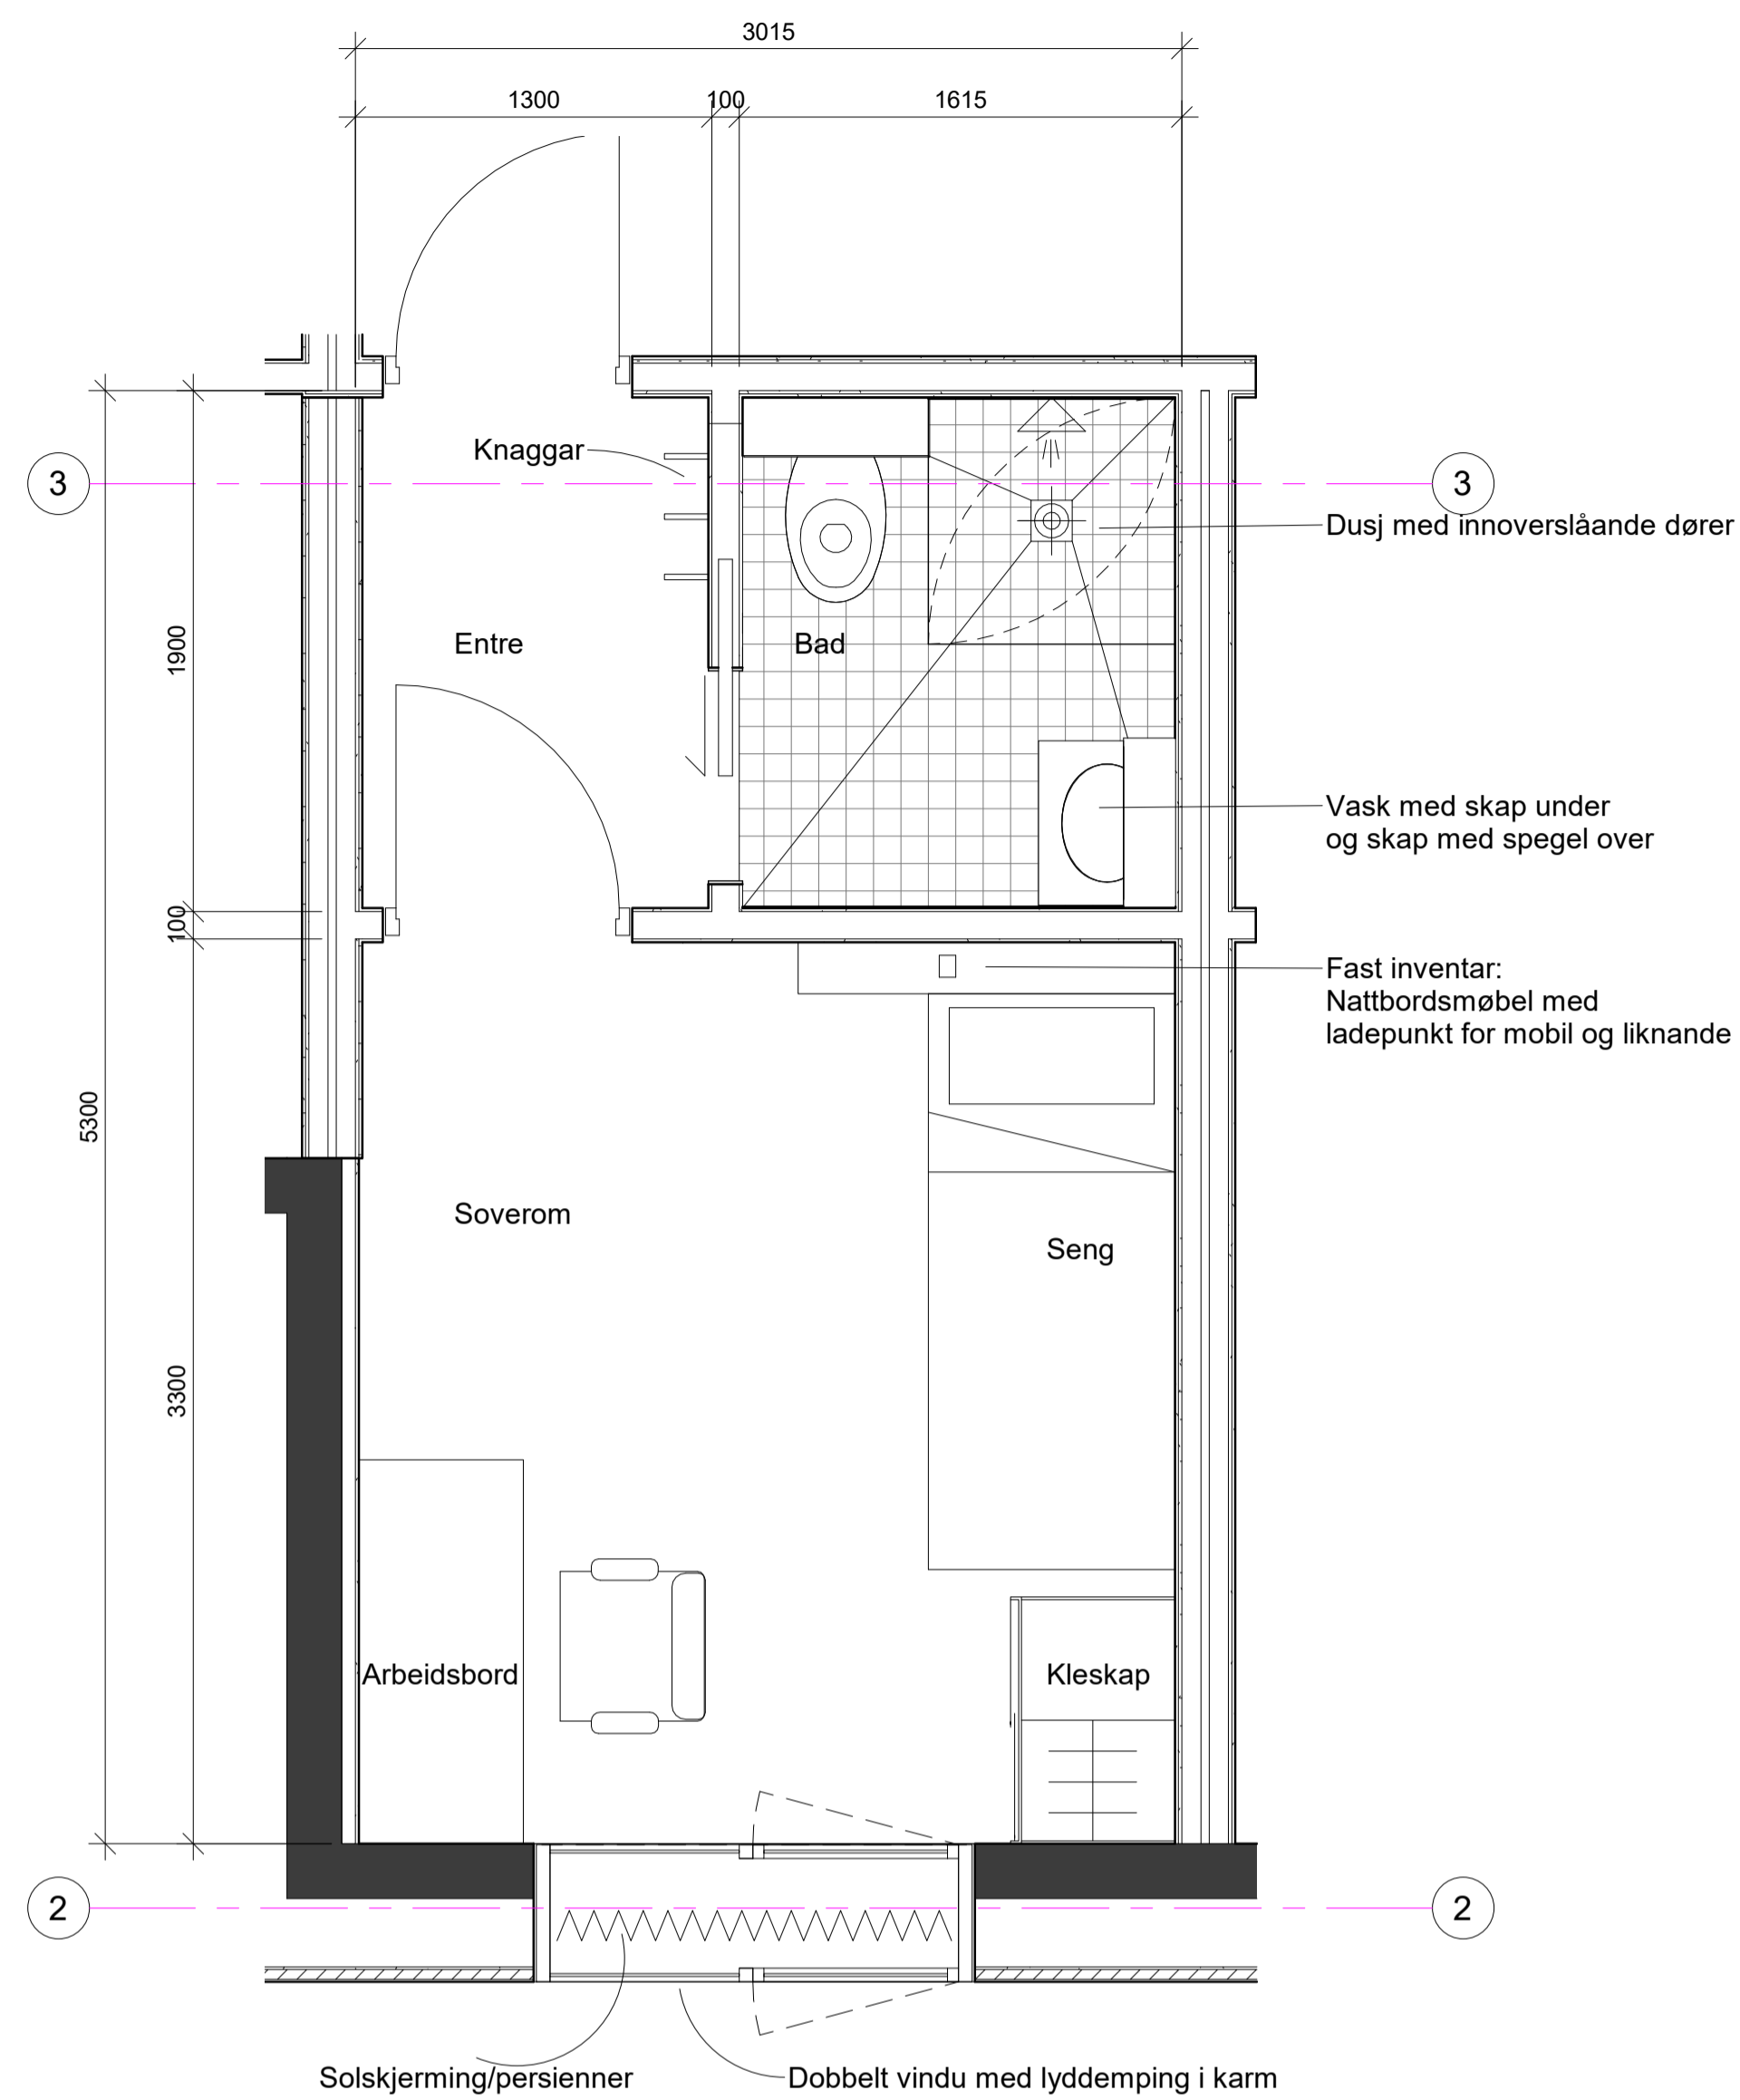 3015
1300
100
1615
Knaggar
3
3
Dusj med innoverslåande dører
Entre
Bad
1900
Vask med skap under
og skap med spegel over
100
Fast inventar:
Nattbordsmøbel med
ladepunkt for mobil og liknande
5300
Soverom
Seng
3300
Arbeidsbord
Kleskap
2
2
Solskjerming/persienner
Dobbelt vindu med lyddemping i karm